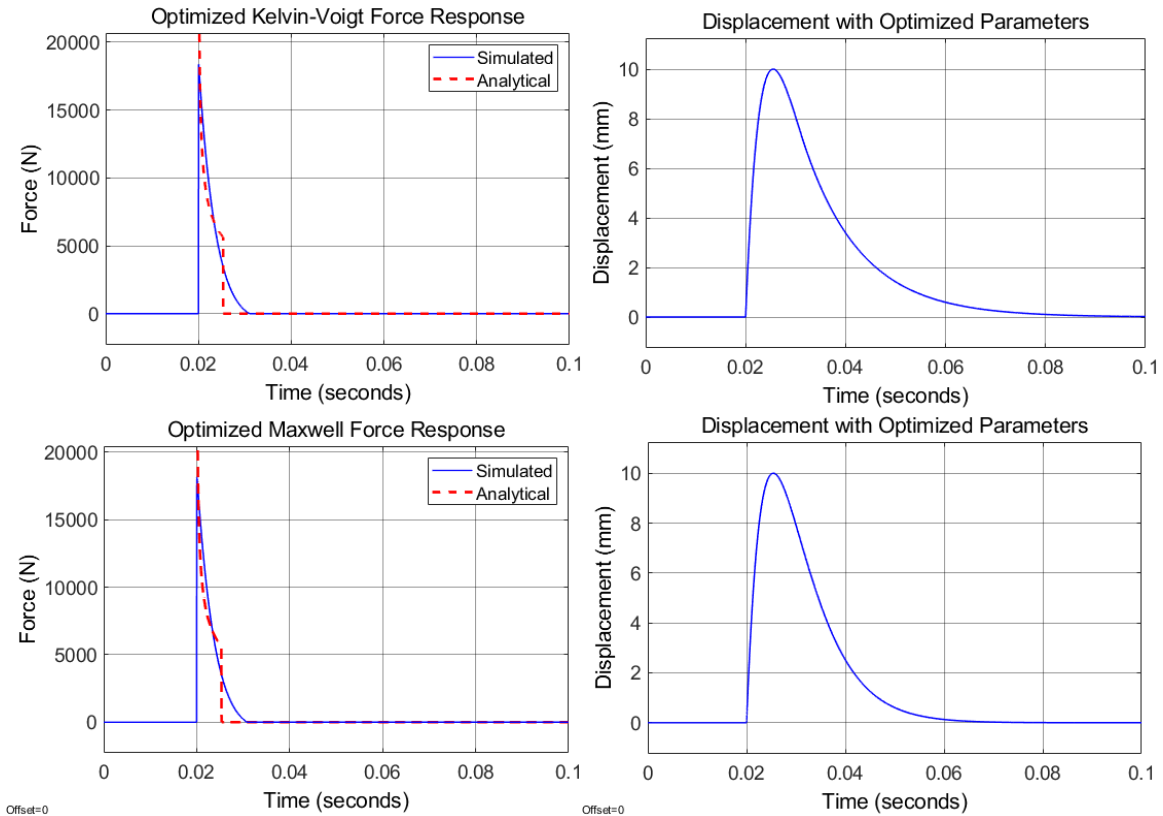 Optimized Kelvin-Voigt Force Response
20000
15000
10000
5000
0
Force (N)
Simulated
Analytical
0 0.02 0.04 0.06 0.08 0.1
Time (seconds)
Displacement with Optimized Parameters
10
8
6
4
2
0
Displacement (mm)
0 0.02 0.04 0.06 0.08 0.1
Time (seconds)
Optimized Maxwell Force Response
20000
15000
10000
5000
0
Force (N)
Simulated
Analytical
0 0.02 0.04 0.06 0.08 0.1
Time (seconds)
Offset=0
Displacement with Optimized Parameters
10
8
6
4
2
0
Displacement (mm)
0 0.02 0.04 0.06 0.08 0.1
Time (seconds)
Offset=0